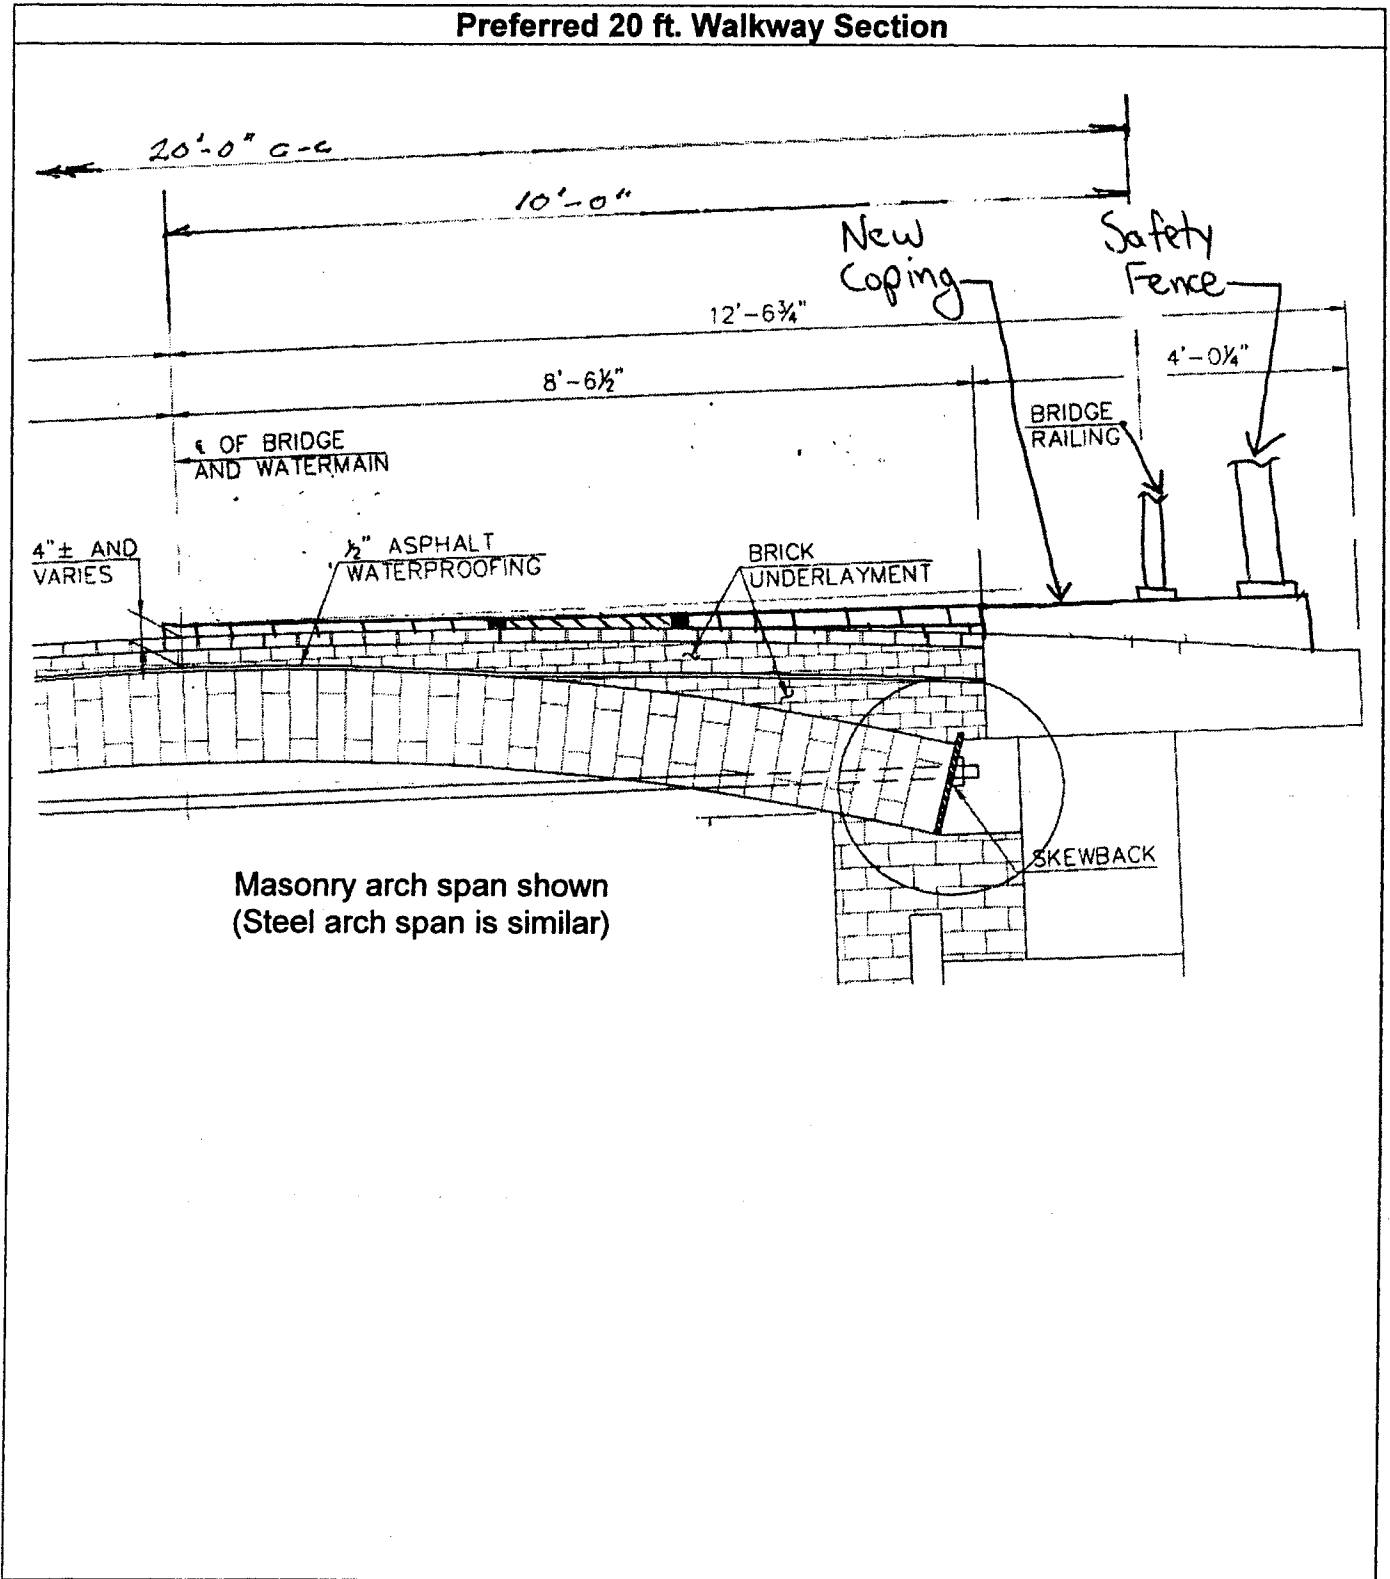 Preferred 20 ft. Walkway Section
20'-0" c-c
10'-0"
New
Coping
Safety
Fence
12'-6¾"
4'-0¼"
8'-6½"
BRIDGE
RAILING
℄ OF BRIDGE
AND WATERMAIN
4"± AND
VARIES
½" ASPHALT
WATERPROOFING
BRICK
UNDERLAYMENT
SKEWBACK
Masonry arch span shown
(Steel arch span is similar)